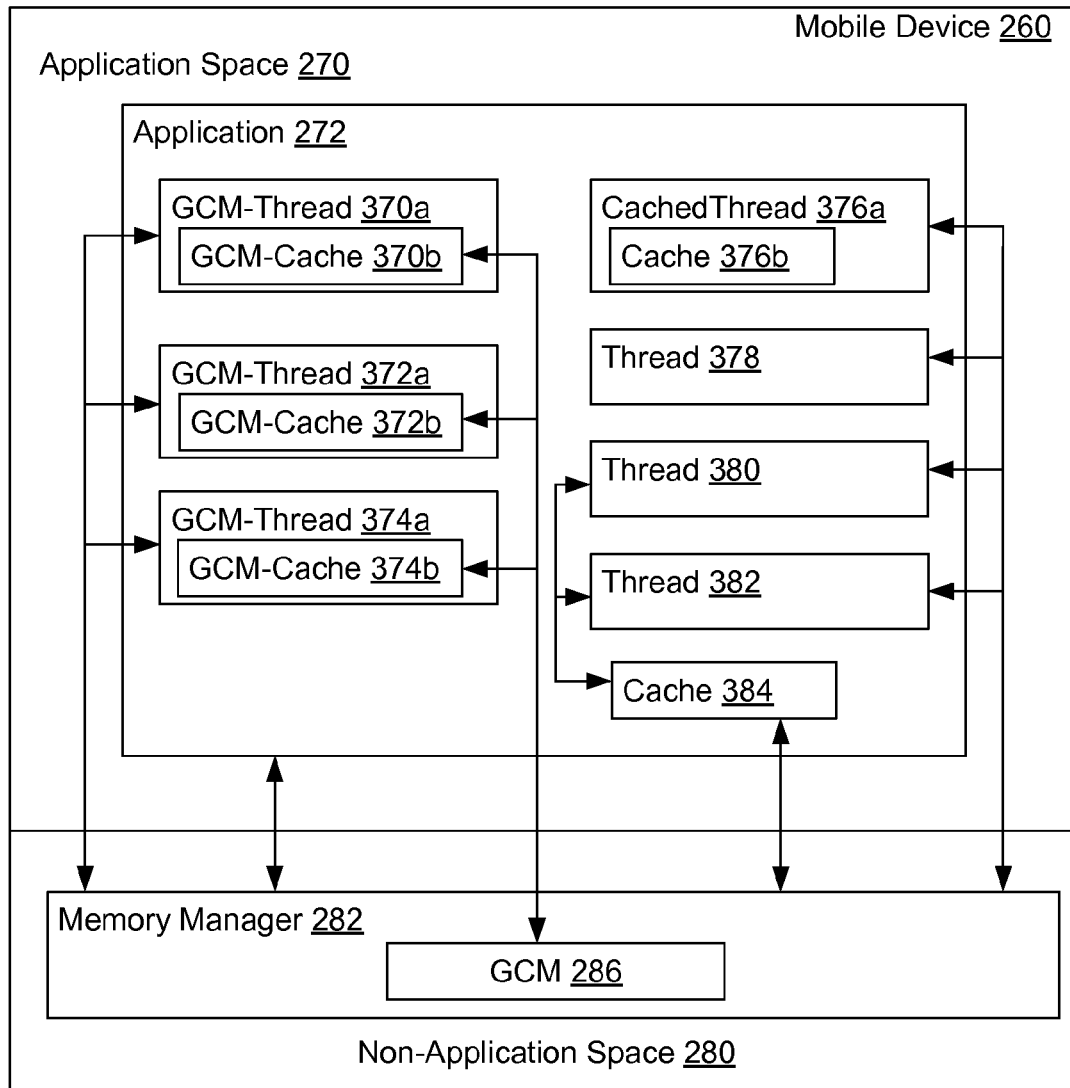 Mobile Device 260
Application Space 270
Application 272
GCM-Thread 370a
GCM-Cache 370b
GCM-Thread 372a
GCM-Cache 372b
GCM-Thread 374a
GCM-Cache 374b
CachedThread 376a
Cache 376b
Thread 378
Thread 380
Thread 382
Cache 384
Memory Manager 282
GCM 286
Non-Application Space 280